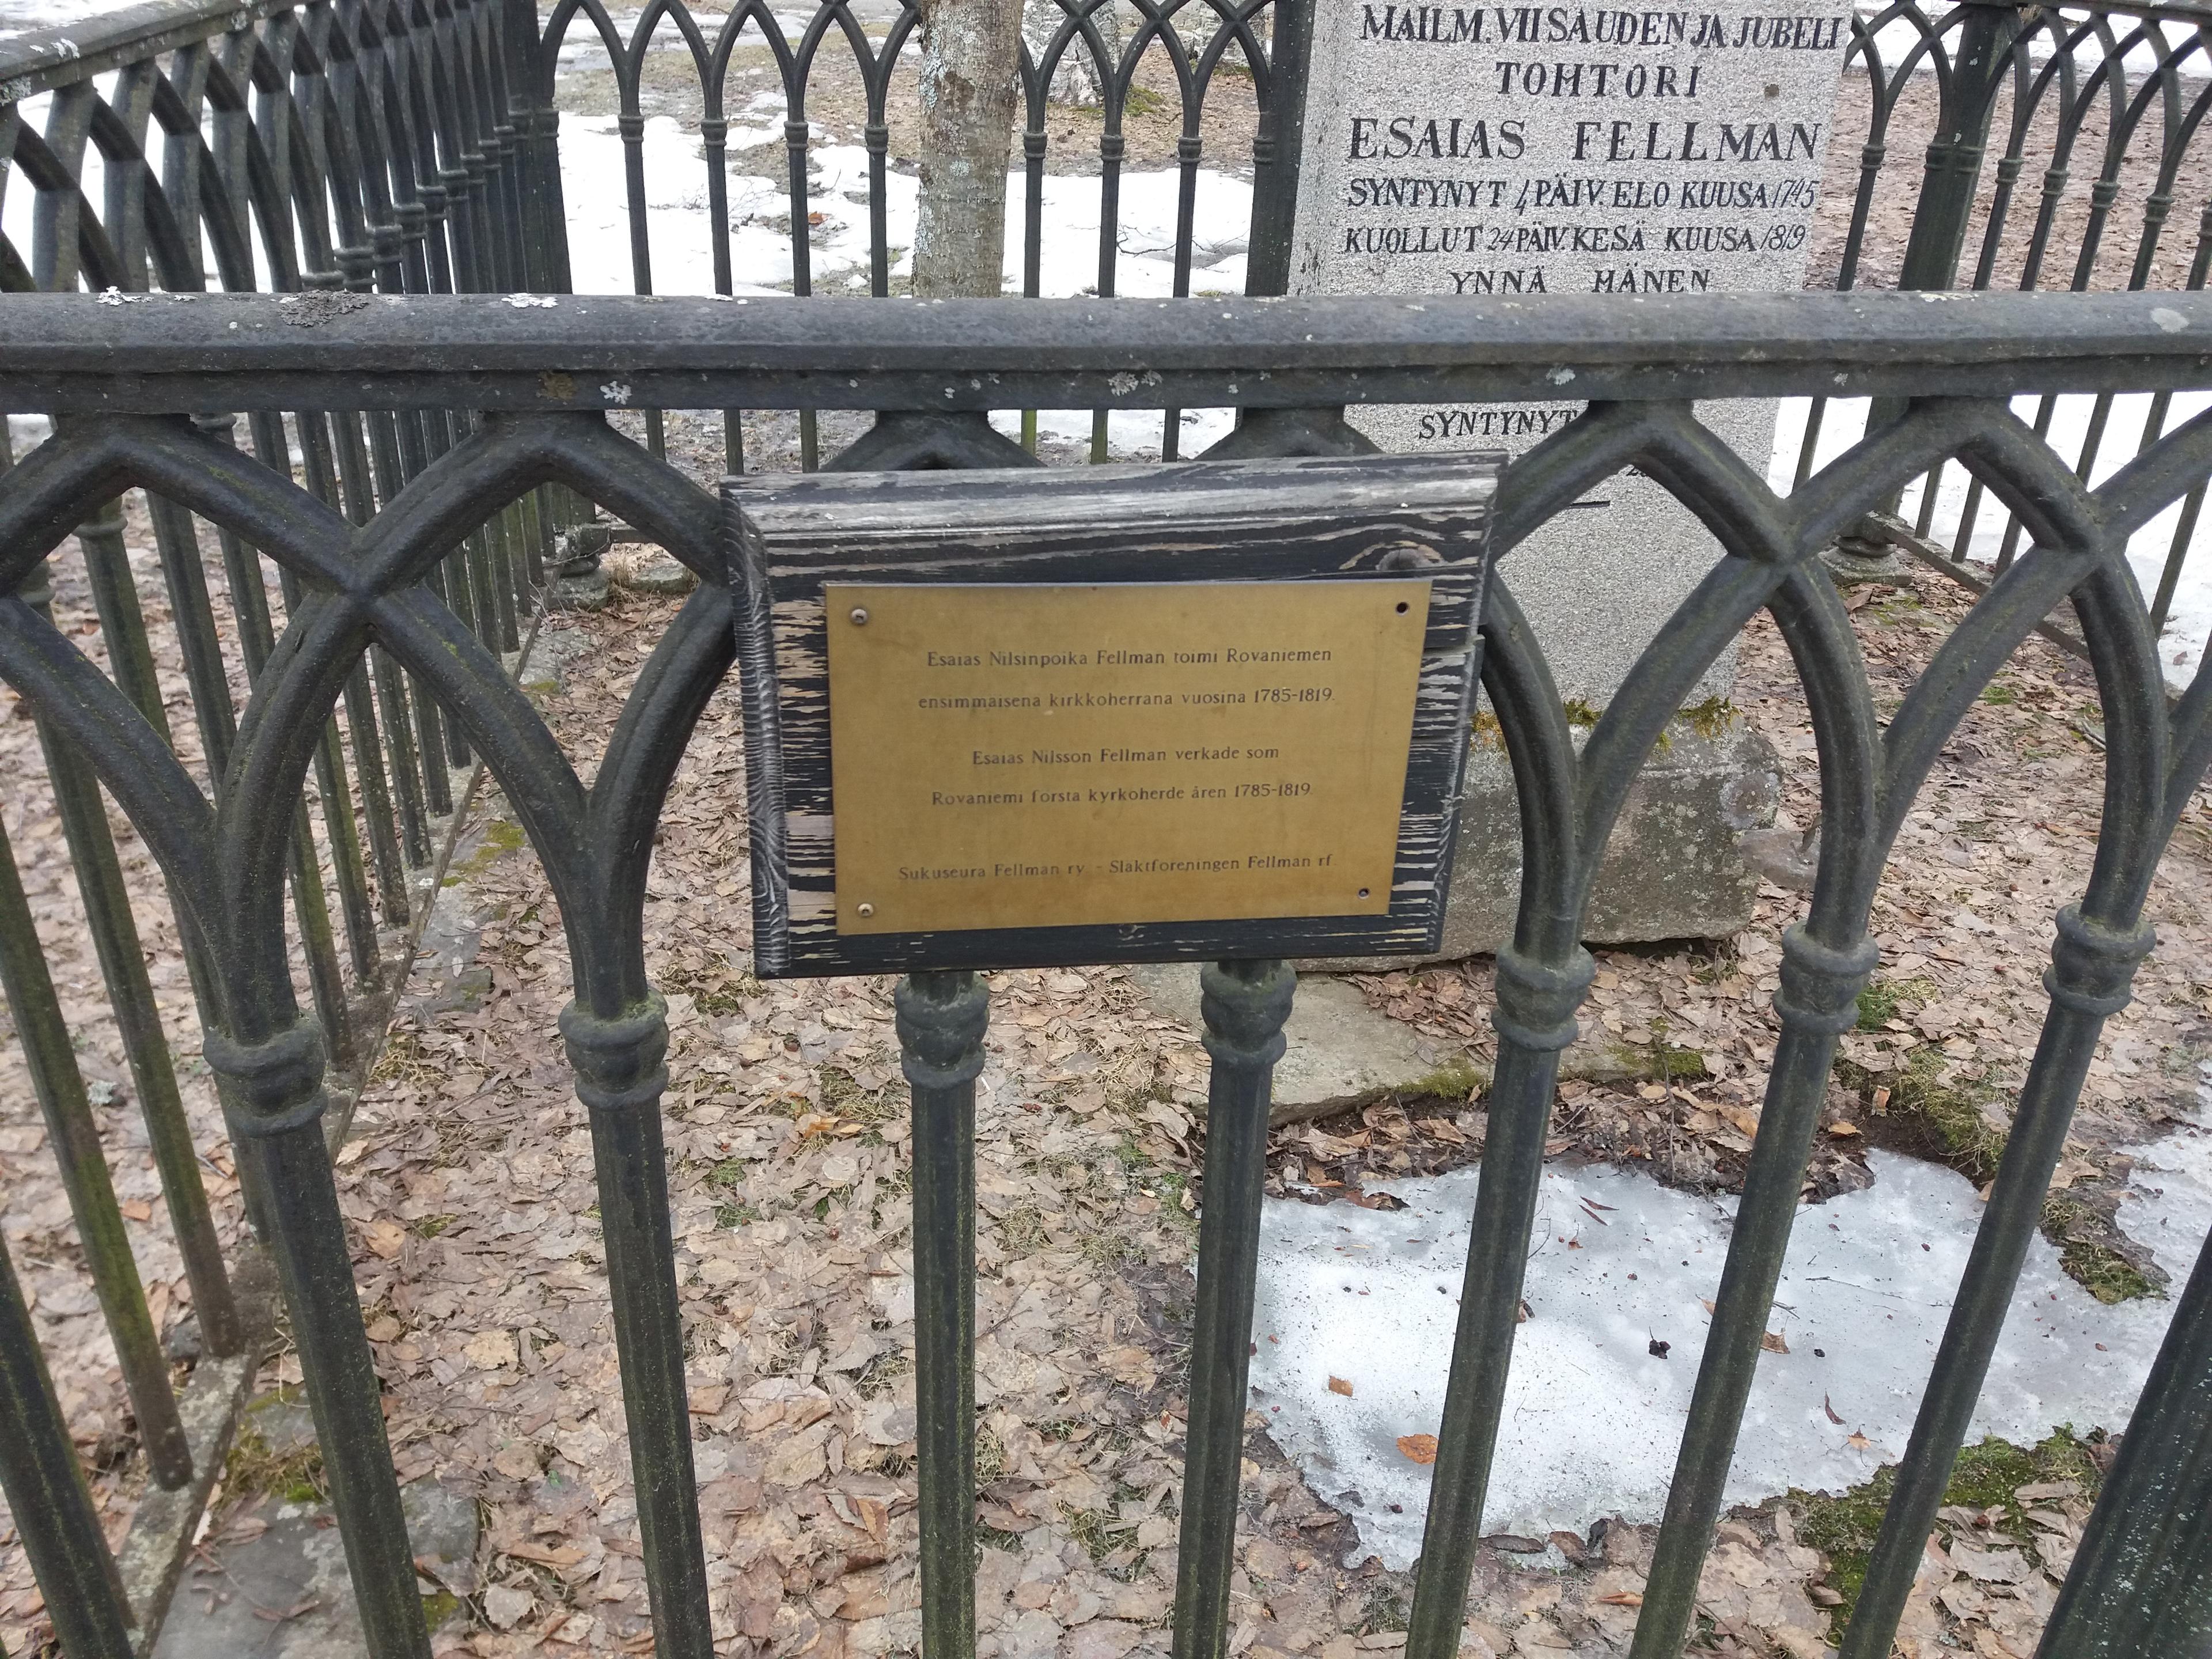 MAILM. VIISAUDEN JA JUBELI
TOHTORI
ESAIAS FELLMAN
SYNTYNYT 4 PÄIV. ELO KUUSA 1745
KUOLLUT 24 PÄIV. KESÄ KUUSA 1819
YNNÄ HÄNEN
SYNTYNYT
Esaias Nilsinpoika Fellman toimi Rovaniemen
ensimmaisena kirkkoherrana vuosina 1785-1819.
Esaias Nilsson Fellman verkade som
Rovaniemi forsta kyrkoherde åren 1785-1819.
Sukuseura Fellman ry - Slaktforeningen Fellman rf.